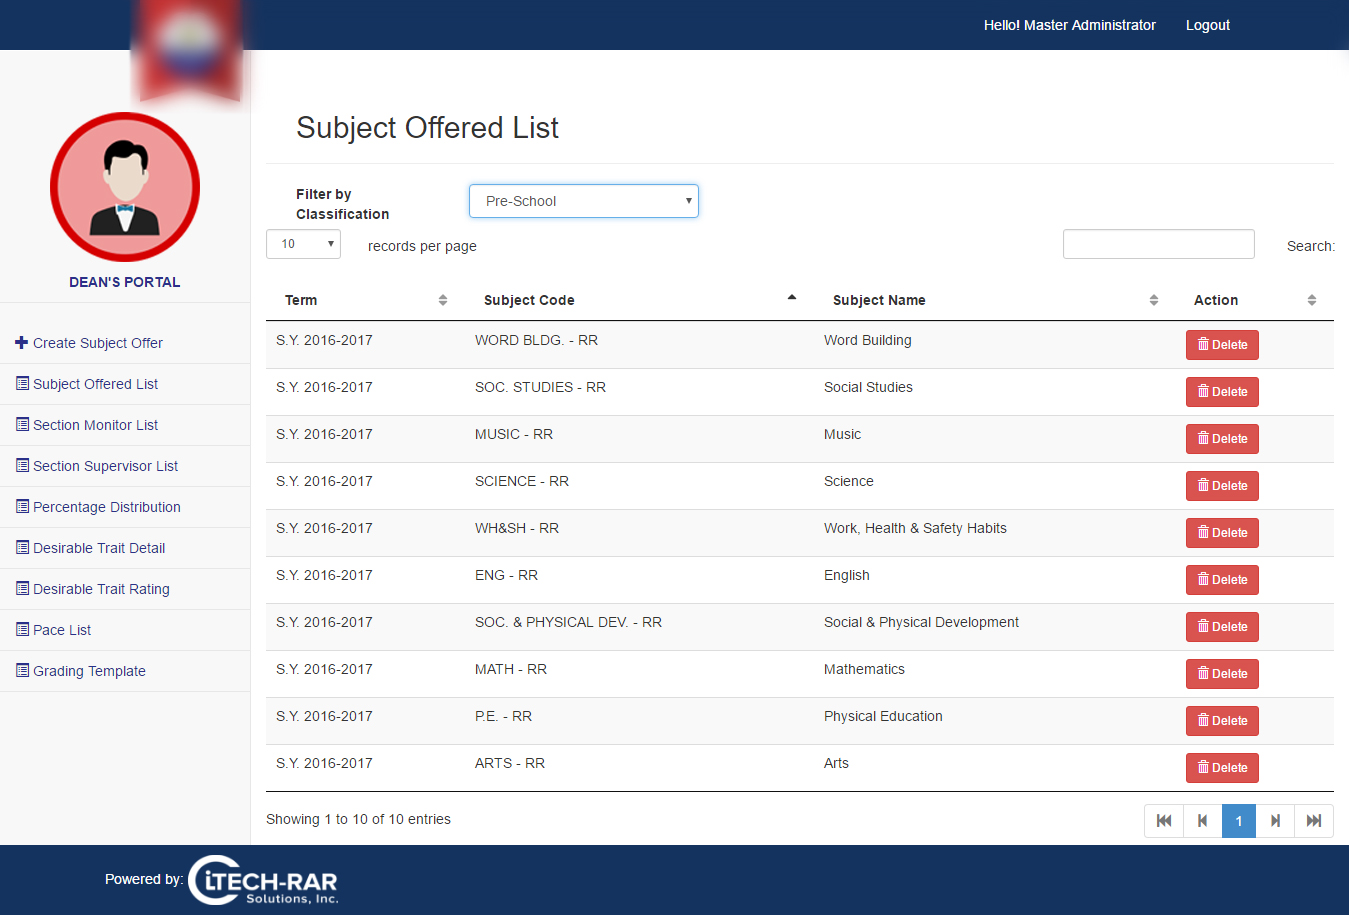 Hello! Master Administrator Logout
DEAN'S PORTAL
Create Subject Offer
Subject Offered List
Section Monitor List
Section Supervisor List
Percentage Distribution
Desirable Trait Detail
Desirable Trait Rating
Pace List
Grading Template
Subject Offered List
Filter by
Classification
Pre-School
10 records per page Search:
Term Subject Code Subject Name Action
S.Y. 2016-2017 WORD BLDG. - RR Word Building Delete
S.Y. 2016-2017 SOC. STUDIES - RR Social Studies Delete
S.Y. 2016-2017 MUSIC - RR Music Delete
S.Y. 2016-2017 SCIENCE - RR Science Delete
S.Y. 2016-2017 WH&SH - RR Work, Health & Safety Habits Delete
S.Y. 2016-2017 ENG - RR English Delete
S.Y. 2016-2017 SOC. & PHYSICAL DEV. - RR Social & Physical Development Delete
S.Y. 2016-2017 MATH - RR Mathematics Delete
S.Y. 2016-2017 P.E. - RR Physical Education Delete
S.Y. 2016-2017 ARTS - RR Arts Delete
Showing 1 to 10 of 10 entries 1
Powered by: iTECH-RAR
Solutions, Inc.